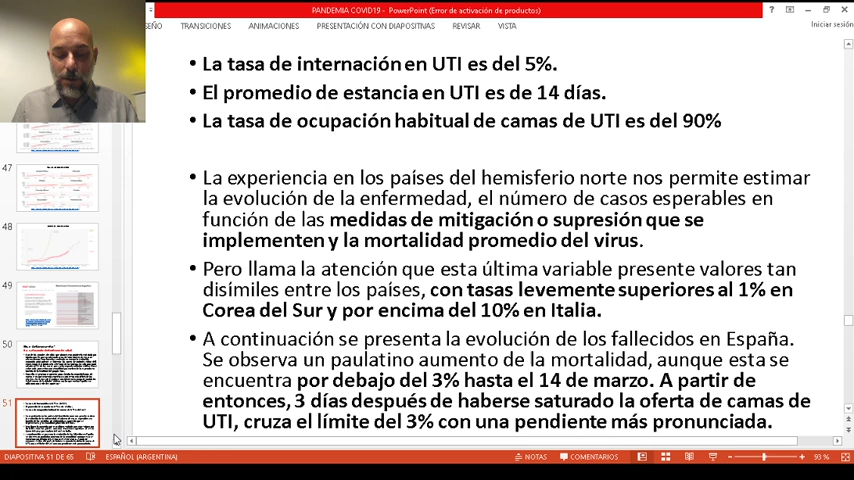 PANDEMIA COVID19 - PowerPoint (Error de activación de productos)
SEÑO TRANSICIONES ANIMACIONES PRESENTACIÓN CON DIAPOSITIVAS REVISAR VISTA
Iniciar sesión
• La tasa de internación en UTI es del 5%.
• El promedio de estancia en UTI es de 14 días.
• La tasa de ocupación habitual de camas de UTI es del 90%
• La experiencia en los países del hemisferio norte nos permite estimar
la evolución de la enfermedad, el número de casos esperables en
función de las medidas de mitigación o supresión que se
implementen y la mortalidad promedio del virus.
• Pero llama la atención que esta última variable presente valores tan
disímiles entre los países, con tasas levemente superiores al 1% en
Corea del Sur y por encima del 10% en Italia.
• A continuación se presenta la evolución de los fallecidos en España.
Se observa un paulatino aumento de la mortalidad, aunque esta se
encuentra por debajo del 3% hasta el 14 de marzo. A partir de
entonces, 3 días después de haberse saturado la oferta de camas de
UTI, cruza el límite del 3% con una pendiente más pronunciada.
47
48
49
50
51
DIAPOSITIVA 51 DE 65 ESPAÑOL (ARGENTINA) NOTAS COMENTARIOS 93 %